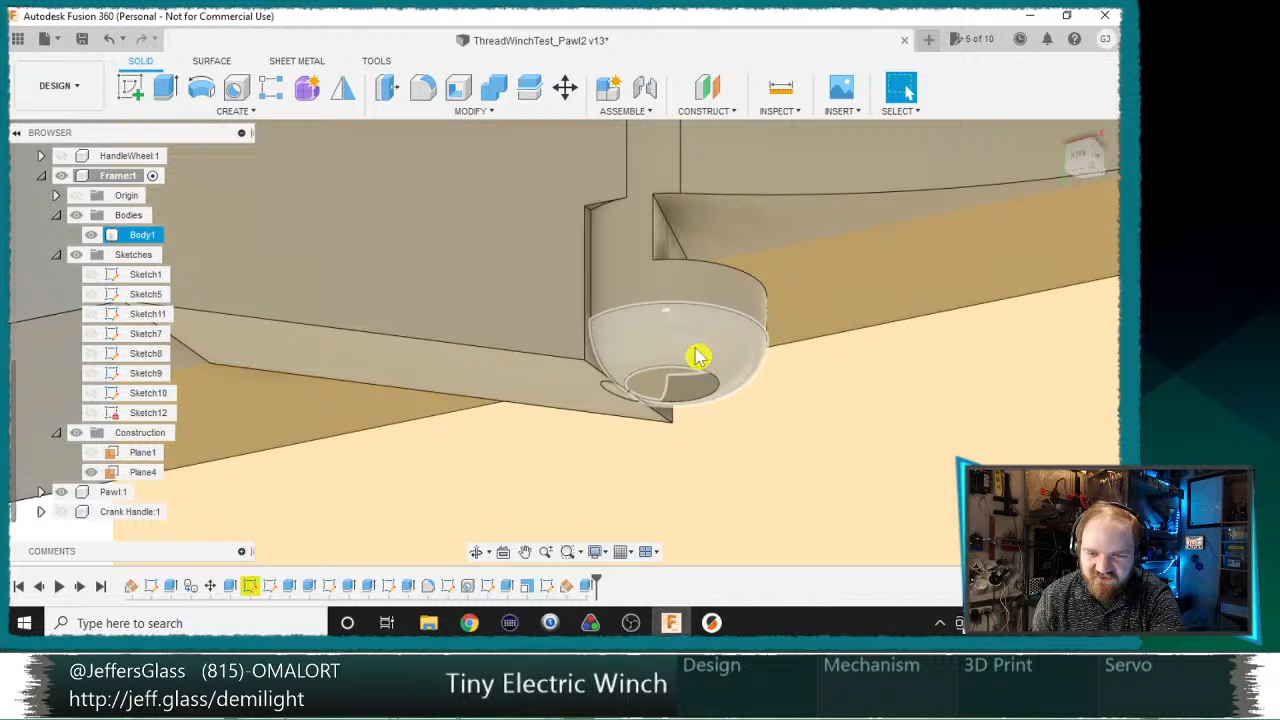 Autodesk Fusion 360 (Personal - Not for Commercial Use)
ThreadWinchTest_Pawl2 v13*
5 of 10
GJ
DESIGN
SOLID
SURFACE
SHEET METAL
TOOLS
CREATE
MODIFY
ASSEMBLE
CONSTRUCT
INSPECT
INSERT
SELECT
BROWSER
HandleWheel:1
Frame:1
Origin
Bodies
Body1
Sketches
Sketch1
Sketch5
Sketch11
Sketch7
Sketch8
Sketch9
Sketch10
Sketch12
Construction
Plane1
Plane4
Pawl:1
Crank Handle:1
COMMENTS
Type here to search
@JeffersGlass (815)-OMALORT
http://jeff.glass/demilight
Tiny Electric Winch
Design
Mechanism
3D Print
Servo